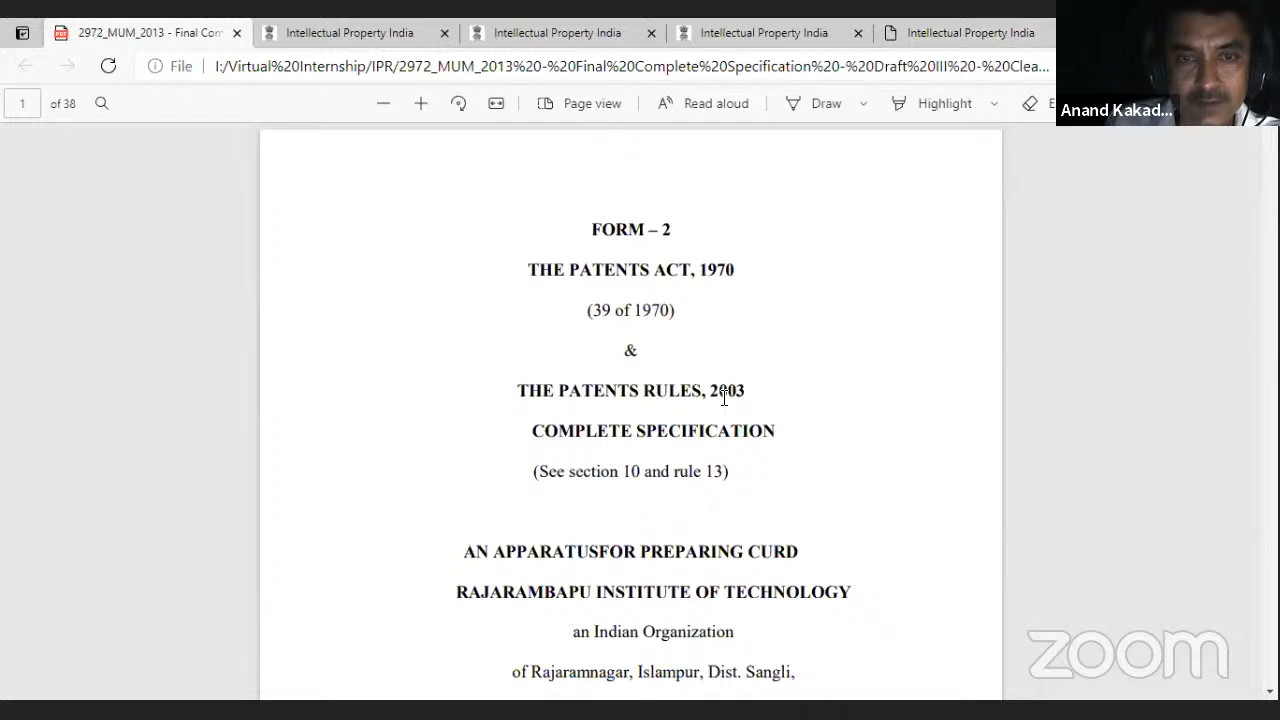 2972_MUM_2013 - Final Com
Intellectual Property India
Intellectual Property India
Intellectual Property India
Intellectual Property India
File
I:/Virtual%20Internship/IPR/2972_MUM_2013%20-%20Final%20Complete%20Specification%20-%20Draft%20III%20-%20Clea...
1 of 38
Page view
Read aloud
Draw
Highlight
Anand Kakad...
FORM – 2
THE PATENTS ACT, 1970
(39 of 1970)
&
THE PATENTS RULES, 2003
COMPLETE SPECIFICATION
(See section 10 and rule 13)
AN APPARATUSFOR PREPARING CURD
RAJARAMBAPU INSTITUTE OF TECHNOLOGY
an Indian Organization
of Rajaramnagar, Islampur, Dist. Sangli,
zoom